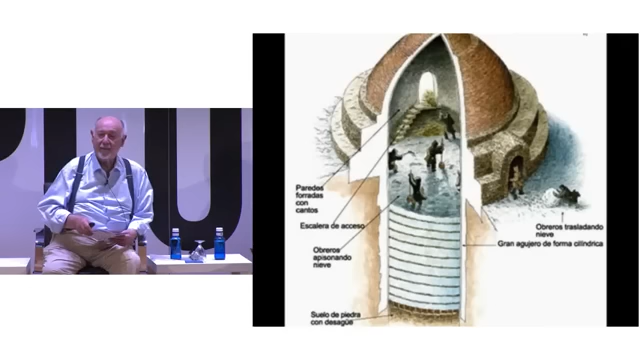 Paredes
forradas
con
cantos
Escalera de acceso
Obreros
apisonando
nieve
Suelo de piedra
con desagüe
Obreros trasladando
nieve
Gran agujero de forma cilíndrica